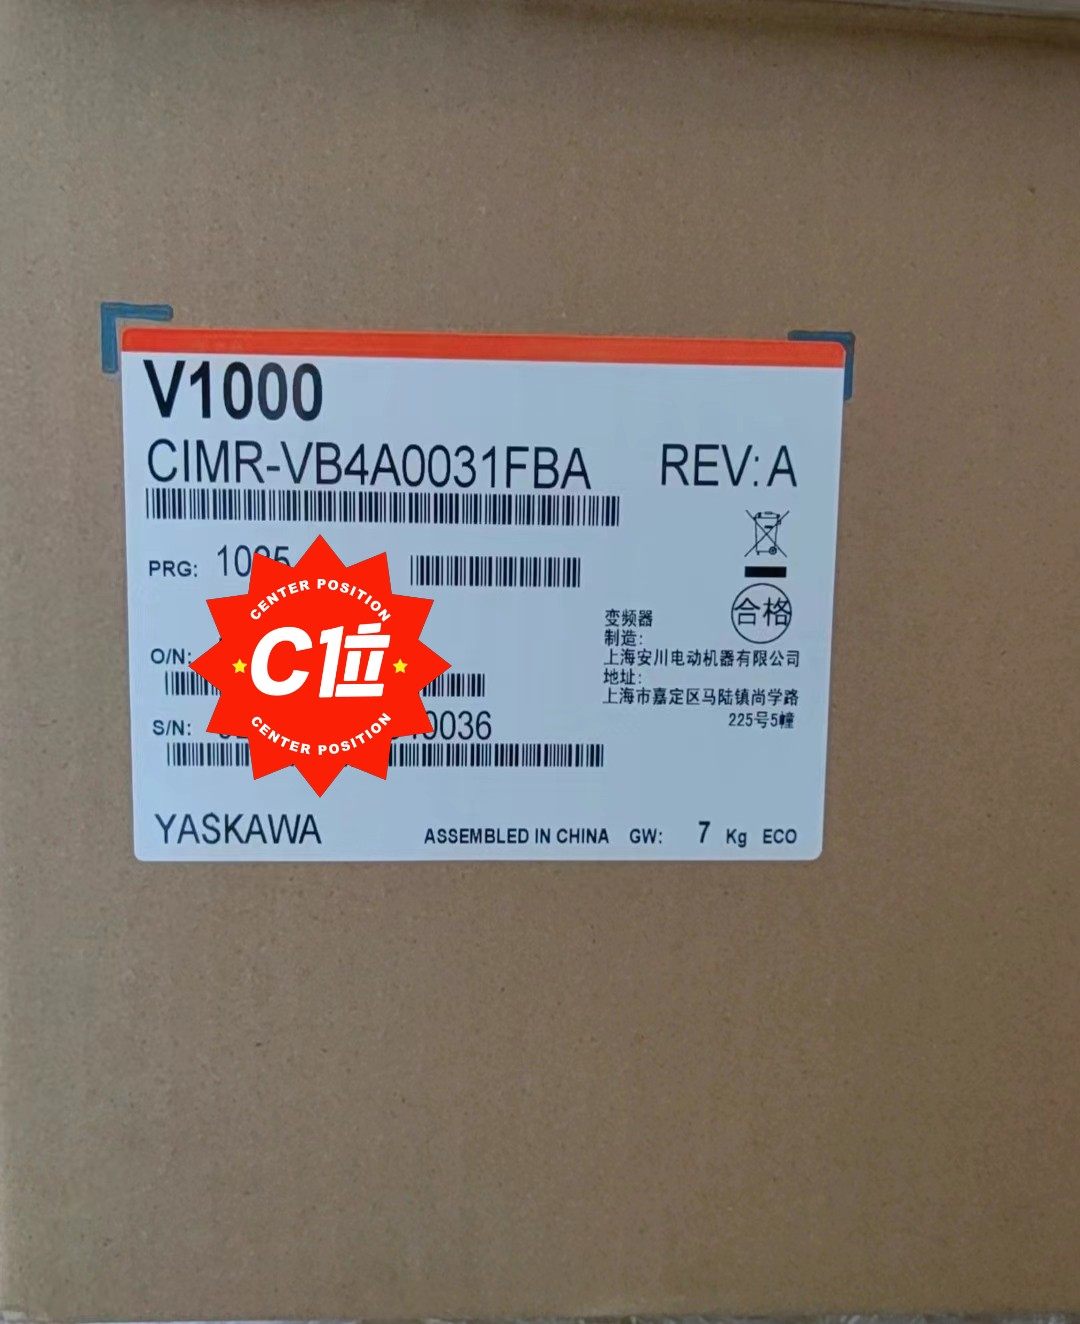 V1000
CIMR-VB4A0031FBA REV: A
PRG:
CENTER POSITION
C1位
CENTER POSITION
O/N:
S/N: 0036
合格
变频器
制造:
上海安川电动机器有限公司
地址:
上海市嘉定区马陆镇尚学路
225号5幢
YASKAWA ASSEMBLED IN CHINA GW: 7 Kg ECO